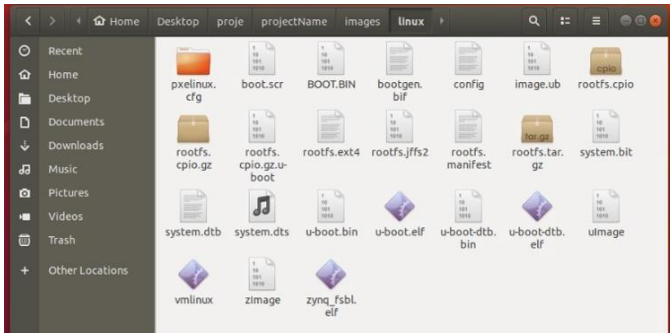 Home Desktop proje projectName images linux
Recent
Home
Desktop
Documents
Downloads
Music
Pictures
Videos
Trash
Other Locations
pxelinux. boot.scr BOOT.BIN bootgen. config image.ub rootfs.cpio
cfg bif
rootfs. rootfs. rootfs.ext4 rootfs.jffs2 rootfs. rootfs.tar. system.bit
cpio.gz cpio.gz.u- manifest gz
boot
system.dtb system.dts u-boot.bin u-boot.elf u-boot-dtb. u-boot-dtb. uImage
bin elf
vmlinux zImage zynq_fsbl.
elf
cpio
tar.gz